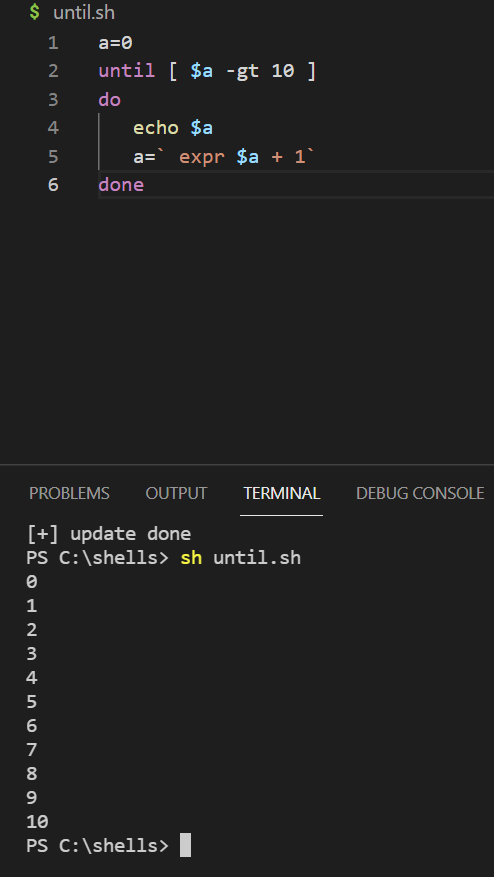 $ until.sh
1 a=0
2 until [ $a -gt 10 ]
3 do
4 echo $a
5 a=` expr $a + 1`
6 done
PROBLEMS OUTPUT TERMINAL DEBUG CONSOLE
[+] update done
PS C:\shells> sh until.sh
0
1
2
3
4
5
6
7
8
9
10
PS C:\shells>